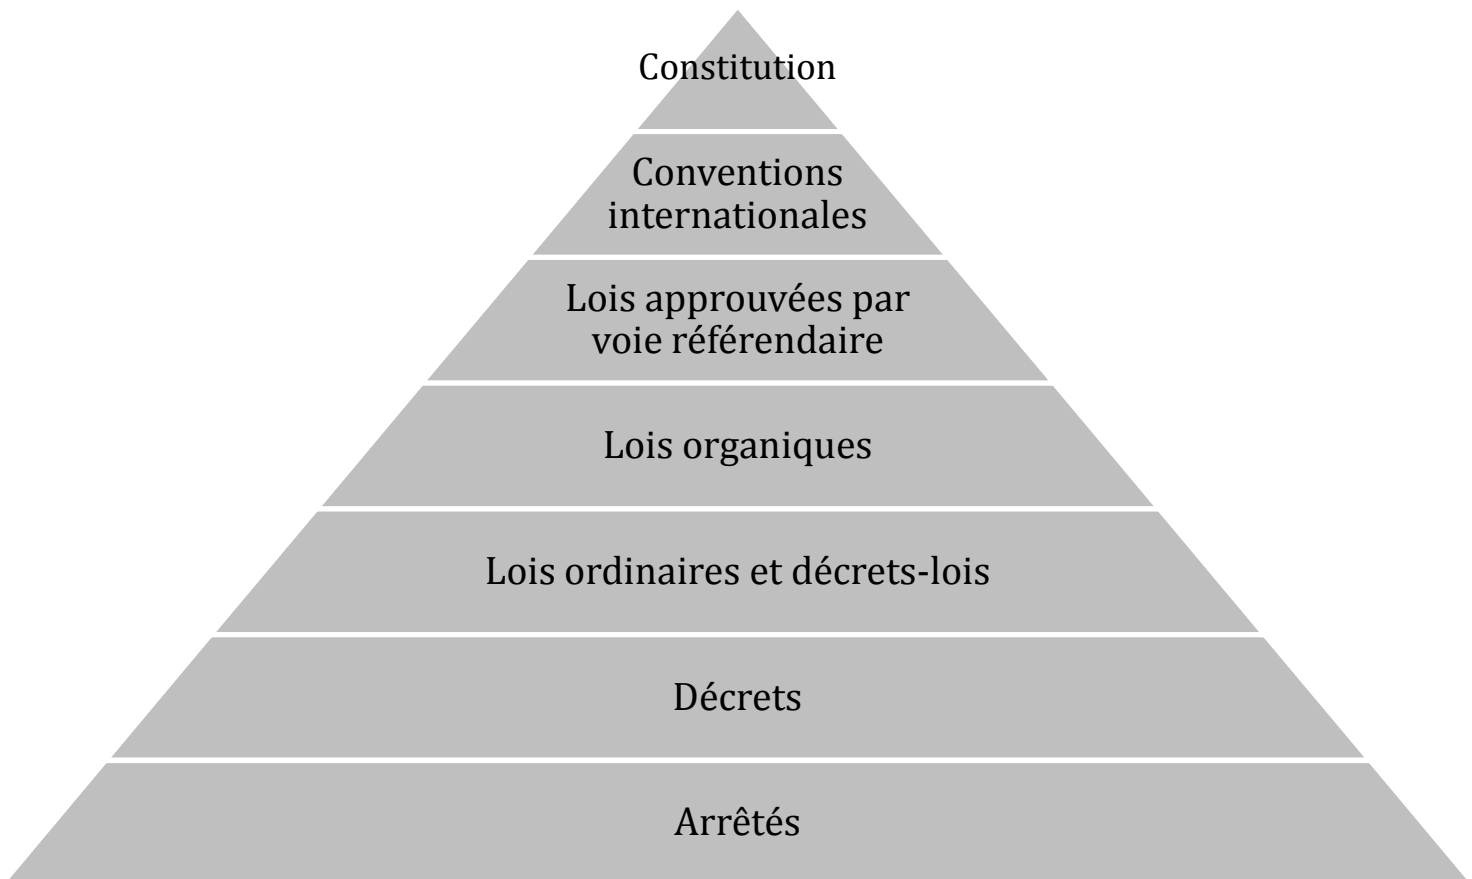 Constitution
Conventions
internationales
Lois approuvées par
voie référendaire
Lois organiques
Lois ordinaires et décrets-lois
Décrets
Arrêtés